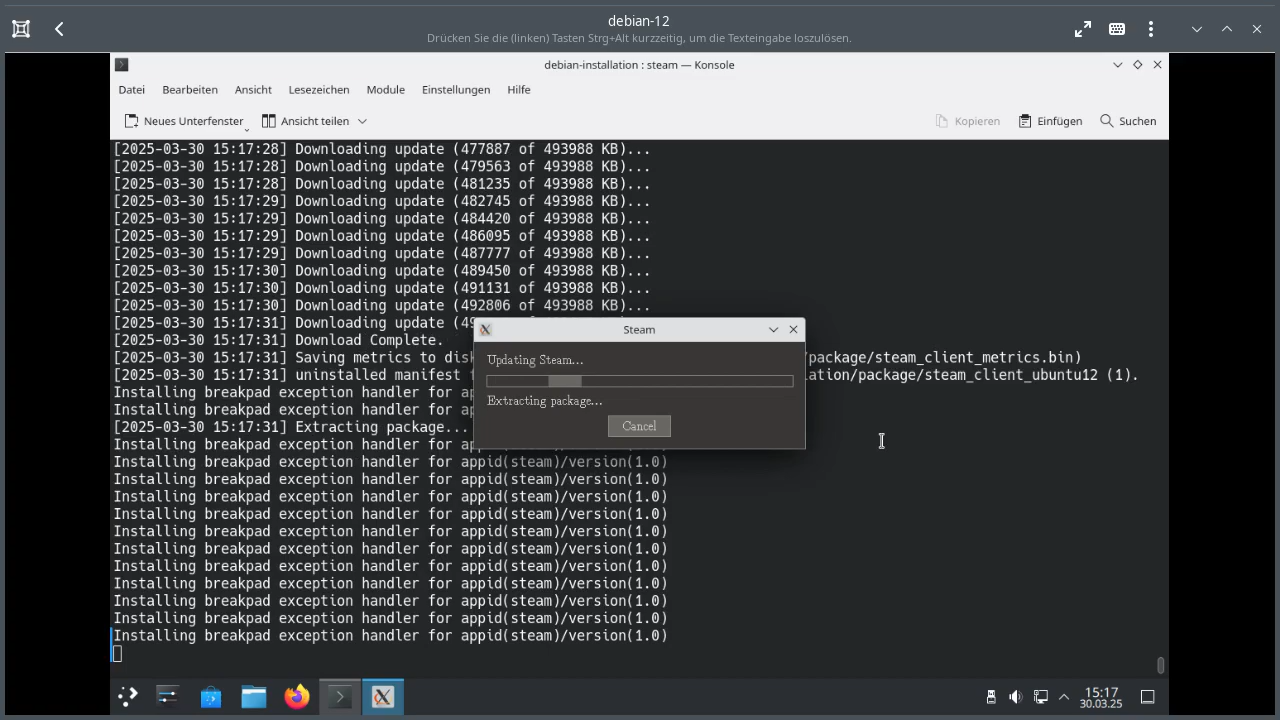 debian-12
Drücken Sie die (linken) Tasten Strg+Alt kurzzeitig, um die Texteingabe loszulösen.
debian-installation : steam — Konsole
Datei Bearbeiten Ansicht Lesezeichen Module Einstellungen Hilfe
Neues Unterfenster Ansicht teilen Kopieren Einfügen Suchen
[2025-03-30 15:17:28] Downloading update (477887 of 493988 KB)...
[2025-03-30 15:17:28] Downloading update (479563 of 493988 KB)...
[2025-03-30 15:17:28] Downloading update (481235 of 493988 KB)...
[2025-03-30 15:17:29] Downloading update (482745 of 493988 KB)...
[2025-03-30 15:17:29] Downloading update (484420 of 493988 KB)...
[2025-03-30 15:17:29] Downloading update (486095 of 493988 KB)...
[2025-03-30 15:17:29] Downloading update (487777 of 493988 KB)...
[2025-03-30 15:17:30] Downloading update (489450 of 493988 KB)...
[2025-03-30 15:17:30] Downloading update (491131 of 493988 KB)...
[2025-03-30 15:17:30] Downloading update (492806 of 493988 KB)...
[2025-03-30 15:17:31] Downloading update (49
[2025-03-30 15:17:31] Download Complete.
[2025-03-30 15:17:31] Saving metrics to disk /package/steam_client_metrics.bin)
[2025-03-30 15:17:31] uninstalled manifest lation/package/steam_client_ubuntu12 (1).
Installing breakpad exception handler for ap
Installing breakpad exception handler for ap
[2025-03-30 15:17:31] Extracting package...
Installing breakpad exception handler for appid(steam)/version(1.0)
Installing breakpad exception handler for appid(steam)/version(1.0)
Installing breakpad exception handler for appid(steam)/version(1.0)
Installing breakpad exception handler for appid(steam)/version(1.0)
Installing breakpad exception handler for appid(steam)/version(1.0)
Installing breakpad exception handler for appid(steam)/version(1.0)
Installing breakpad exception handler for appid(steam)/version(1.0)
Installing breakpad exception handler for appid(steam)/version(1.0)
Installing breakpad exception handler for appid(steam)/version(1.0)
Installing breakpad exception handler for appid(steam)/version(1.0)
Installing breakpad exception handler for appid(steam)/version(1.0)
Installing breakpad exception handler for appid(steam)/version(1.0)
Steam
Updating Steam...
Extracting package...
Cancel
15:17
30.03.25